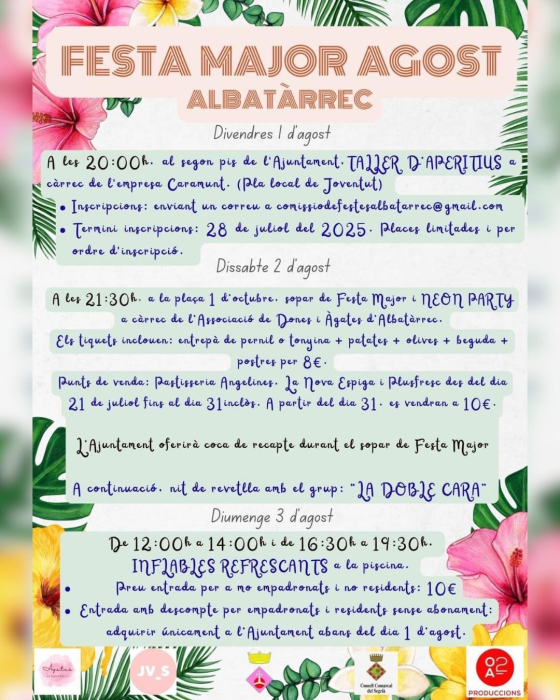 FESTA MAJOR AGOST
ALBATÀRREC
Divendres 1 d'agost
A les 20:00h. al segon pis de l'Ajuntament. TALLER D'APERITIUS a
càrrec de l'empresa Caramunt. (Pla local de Joventut)
• Inscripcions: enviant un correu a comissiodefestesalbatarrec@gmail.com
• Termini inscripcions: 28 de juliol del 2025. Places limitades i per
ordre d'inscripció.
Dissabte 2 d'agost
A les 21:30h. a la plaça 1 d'octubre. sopar de Festa Major i NEON PARTY
a càrrec de l'Associació de Dones i Àgates d'Albatàrrec.
Els tiquets inclouen: entrepà de pernil o tonyina + patates + olives + beguda +
postres per 8€.
Punts de venda: Pastisseria Angelines. La Nova Espiga i Plusfresc des del dia
21 de juliol fins al dia 31inclòs. A partir del dia 31. es vendran a 10€.
L'Ajuntament oferirà coca de recapte durant el sopar de Festa Major
A continuació. nit de revetlla amb el grup: "LA DOBLE CARA"
Diumenge 3 d'agost
De 12:00h a 14:00h i de 16:30h a 19:30h.
INFLABLES REFRESCANTS a la piscina.
• Preu entrada per a mo empadronats i no residents: 10€
• Entrada amb descompte per empadronats i residents sense abonament:
adquirir únicament a l'Ajuntament abans del dia 1 d'agost.
JV_S
Consell Comarcal
del Segrià
PRODUCCIONS